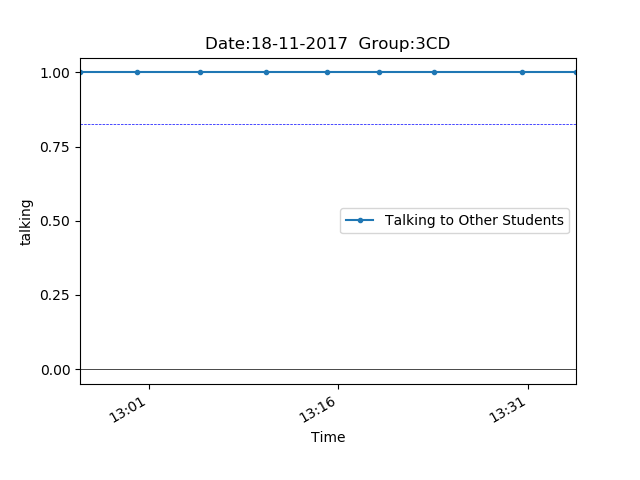 Date:18-11-2017  Group:3CD
1.00
0.75
0.50
0.25
0.00
talking
Talking to Other Students
13:01
13:16
13:31
Time